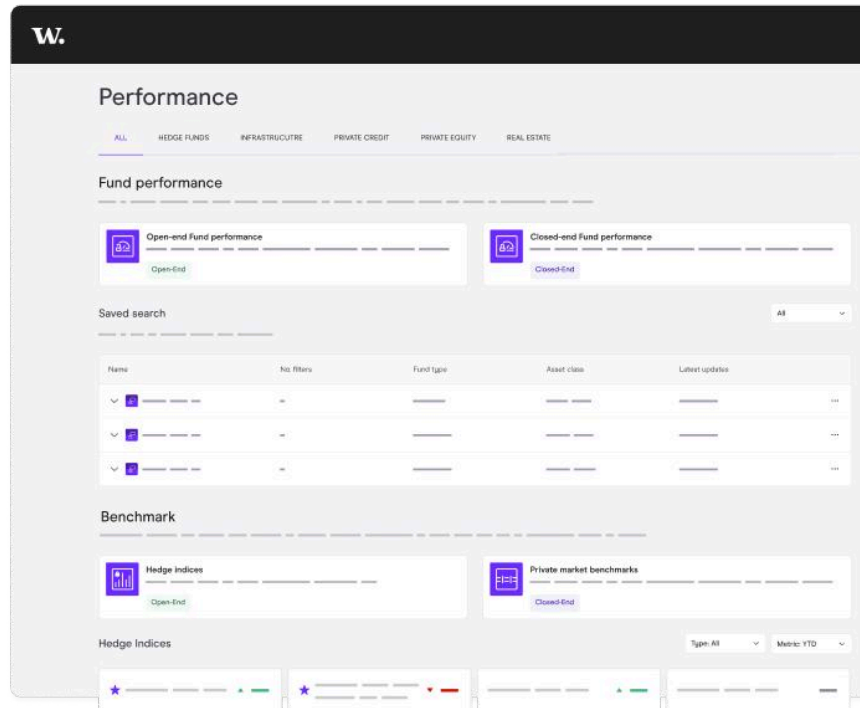 W.
Performance
ALL HEDGE FUNDS INFRASTRUCUTRE PRIVATE CREDIT PRIVATE EQUITY REAL ESTATE
Fund performance
Open-end Fund performance Closed-end Fund performance
Open-End Closed-End
Saved search All
Name No. filters Fund type Asset class Latest updates
Benchmark
Hedge indices Private market benchmarks
Open-End Closed-End
Hedge Indices Type: All Metric: YTD